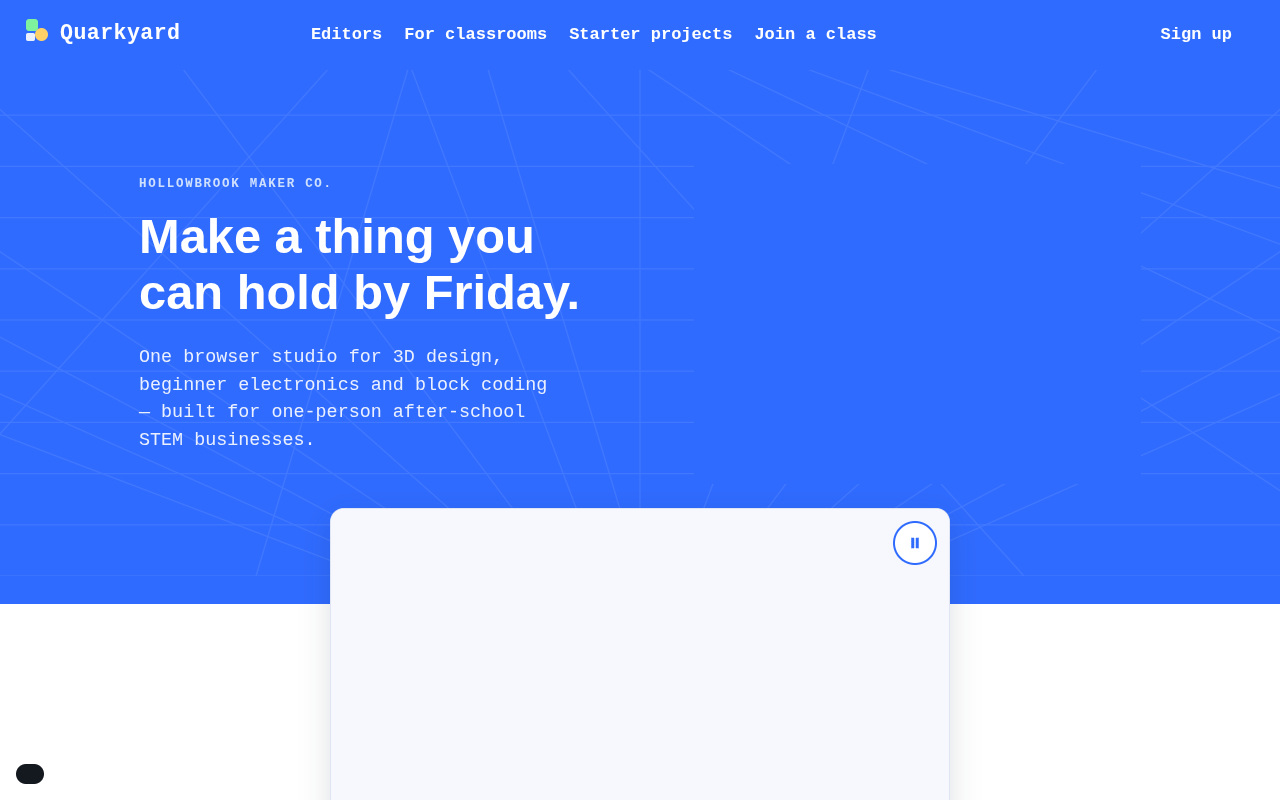 Quarkyard
Editors
For classrooms
Starter projects
Join a class
Sign up
HOLLOWBROOK MAKER CO.
Make a thing you
can hold by Friday.
One browser studio for 3D design,
beginner electronics and block coding
— built for one-person after-school
STEM businesses.